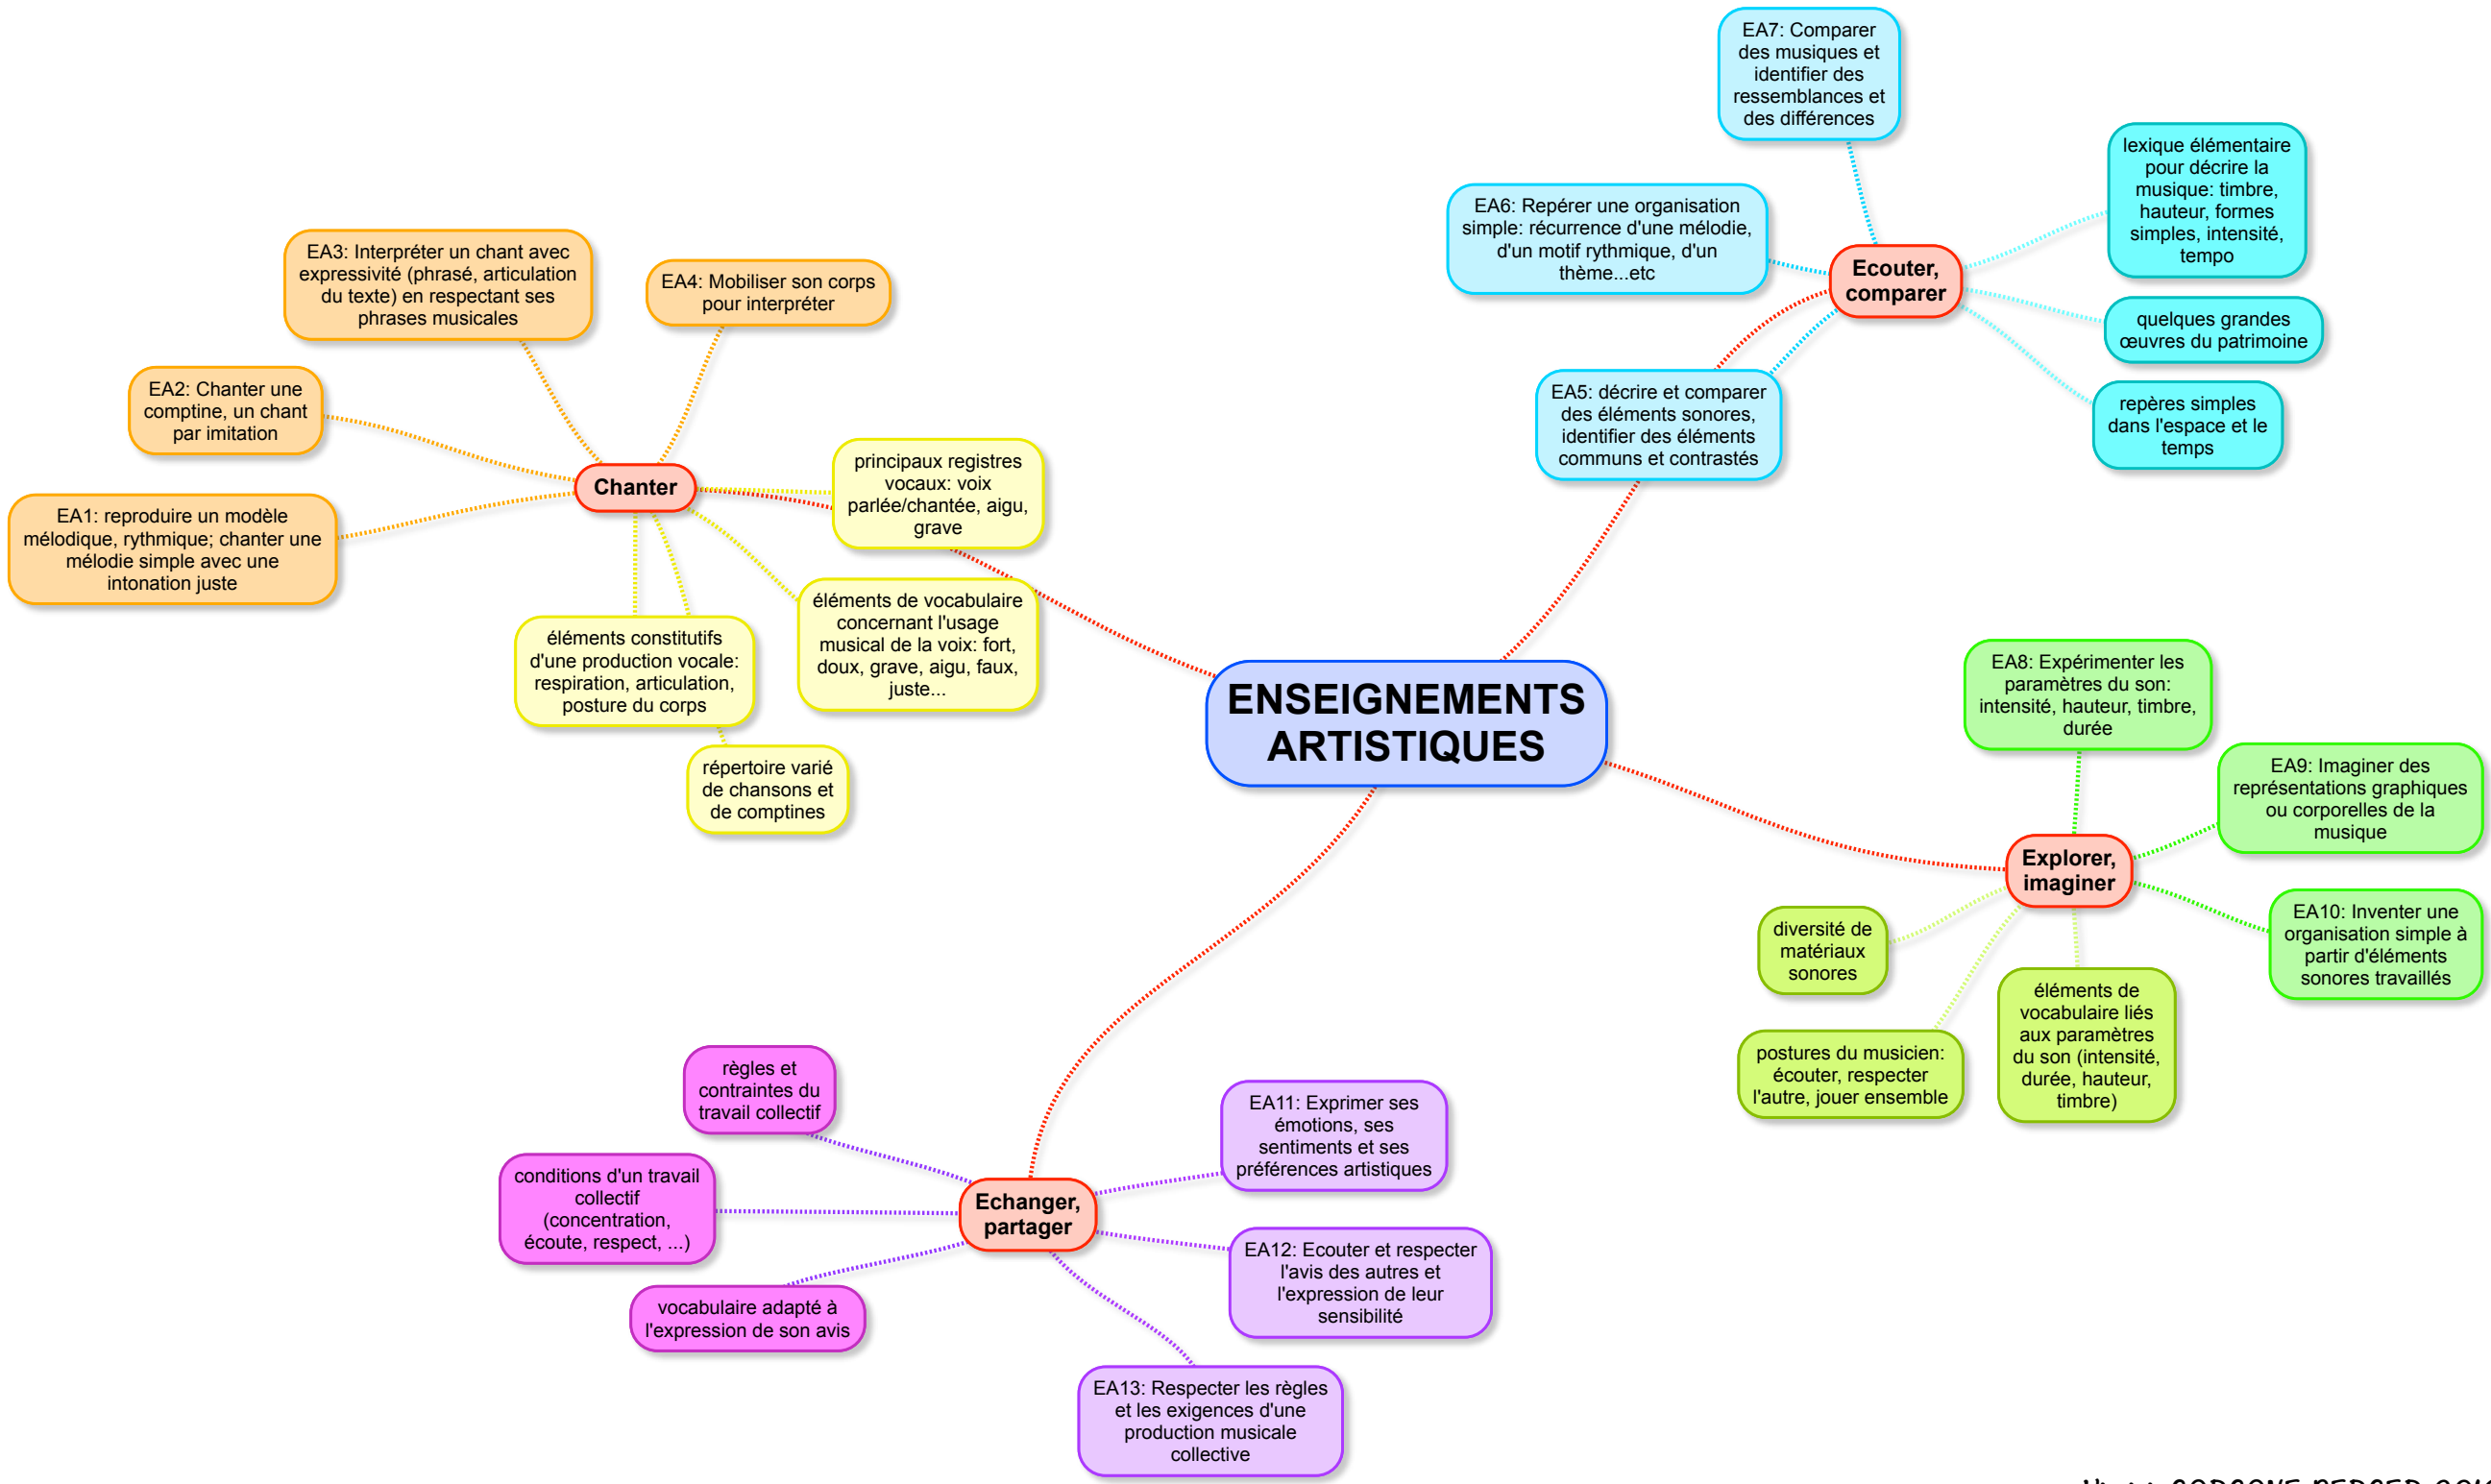 EA7: Comparer
des musiques et
identifier des
ressemblances et
des différences
lexique élémentaire
pour décrire la
musique: timbre,
hauteur, formes
simples, intensité,
tempo
EA6: Repérer une organisation
simple: récurrence d'une mélodie,
d'un motif rythmique, d'un
thème...etc
Ecouter,
comparer
quelques grandes
œuvres du patrimoine
repères simples
dans l'espace et le
temps
EA5: décrire et comparer
des éléments sonores,
identifier des éléments
communs et contrastés
EA3: Interpréter un chant avec
expressivité (phrasé, articulation
du texte) en respectant ses
phrases musicales
EA4: Mobiliser son corps
pour interpréter
EA2: Chanter une
comptine, un chant
par imitation
Chanter
principaux registres
vocaux: voix
parlée/chantée, aigu,
grave
EA1: reproduire un modèle
mélodique, rythmique; chanter une
mélodie simple avec une
intonation juste
éléments de vocabulaire
concernant l'usage
musical de la voix: fort,
doux, grave, aigu, faux,
juste...
éléments constitutifs
d'une production vocale:
respiration, articulation,
posture du corps
répertoire varié
de chansons et
de comptines
ENSEIGNEMENTS
ARTISTIQUES
EA8: Expérimenter les
paramètres du son:
intensité, hauteur, timbre,
durée
EA9: Imaginer des
représentations graphiques
ou corporelles de la
musique
Explorer,
imaginer
EA10: Inventer une
organisation simple à
partir d'éléments
sonores travaillés
diversité de
matériaux
sonores
éléments de
vocabulaire liés
aux paramètres
du son (intensité,
durée, hauteur,
timbre)
postures du musicien:
écouter, respecter
l'autre, jouer ensemble
règles et
contraintes du
travail collectif
EA11: Exprimer ses
émotions, ses
sentiments et ses
préférences artistiques
conditions d'un travail
collectif
(concentration,
écoute, respect, ...)
Echanger,
partager
EA12: Ecouter et respecter
l'avis des autres et
l'expression de leur
sensibilité
vocabulaire adapté à
l'expression de son avis
EA13: Respecter les règles
et les exigences d'une
production musicale
collective